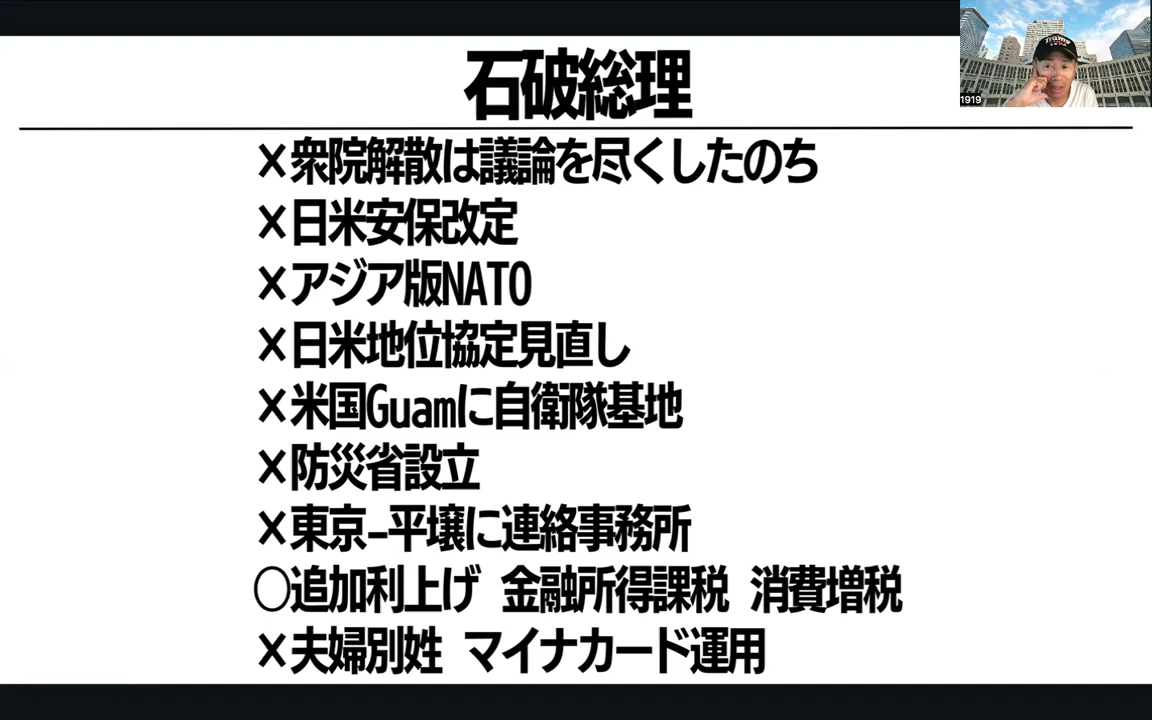 石破総理
1919
×衆院解散は議論を尽くしたのち
×日米安保改定
×アジア版NATO
×日米地位協定見直し
×米国Guamに自衛隊基地
×防災省設立
×東京-平壌に連絡事務所
○追加利上げ 金融所得課税 消費増税
×夫婦別姓 マイナカード運用